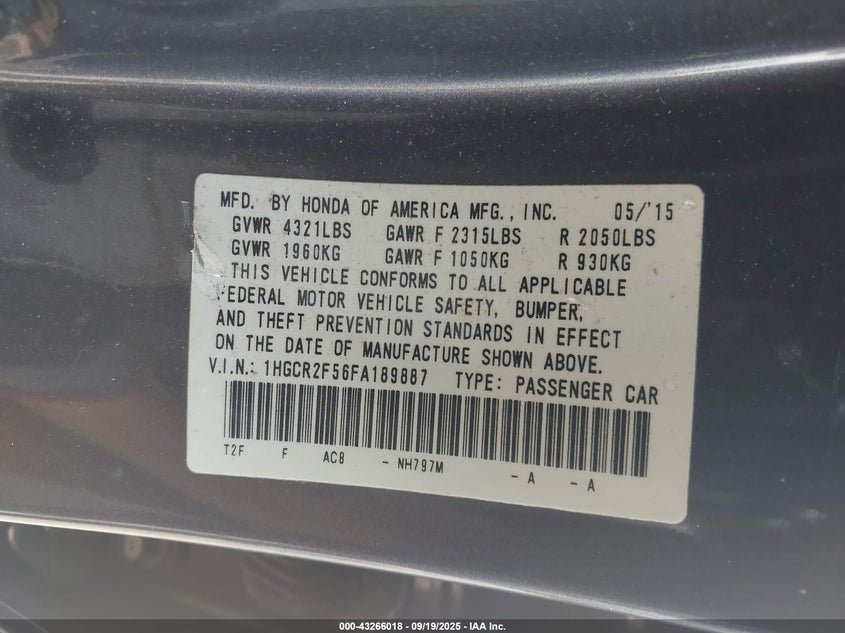 MFD. BY HONDA OF AMERICA MFG., INC. 05/'15
GVWR 4321LBS GAWR F 2315LBS R 2050LBS
GVWR 1960KG GAWR F 1050KG R 930KG
THIS VEHICLE CONFORMS TO ALL APPLICABLE
FEDERAL MOTOR VEHICLE SAFETY, BUMPER,
AND THEFT PREVENTION STANDARDS IN EFFECT
ON THE DATE OF MANUFACTURE SHOWN ABOVE.
V.I.N.: 1HGCR2F56FA189887 TYPE: PASSENGER CAR
T2F F AC8 - NH797M - A - A
000-43266018 - 09/19/2025 - IAA Inc.